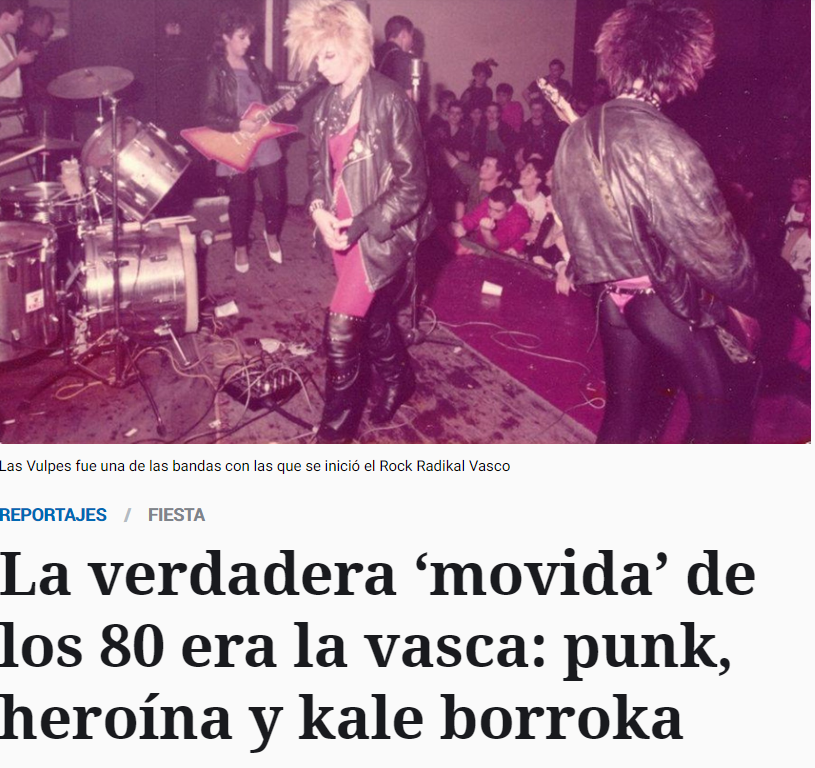 Las Vulpes fue una de las bandas con las que se inició el Rock Radikal Vasco
REPORTAJES / FIESTA
La verdadera ‘movida’ de
los 80 era la vasca: punk,
heroína y kale borroka